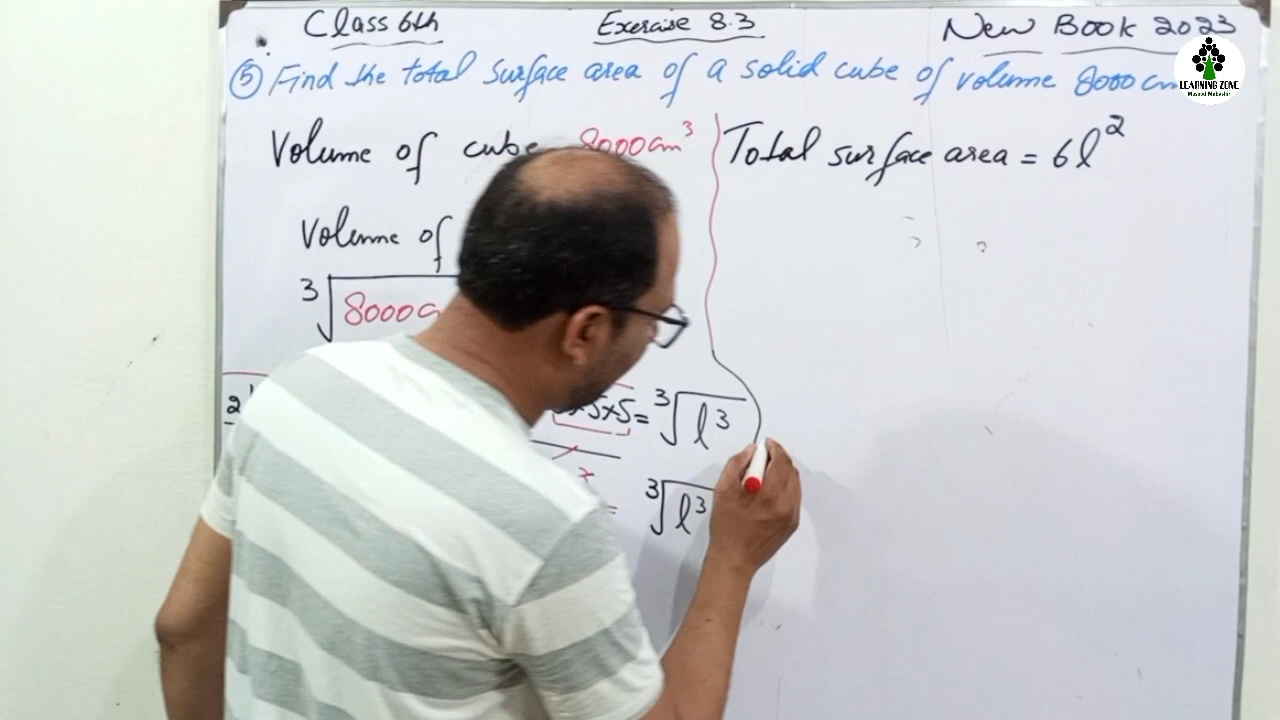 Class 6th Exercise 8.3 New Book 2023
⑤ Find the total surface area of a solid cube of volume 8000 cm
LEARNING ZONE
Volume of cube 8000cm³
Total surface area = 6l²
Volume of
³√8000c
2
×5×5 = ³√l³
= ³√l³